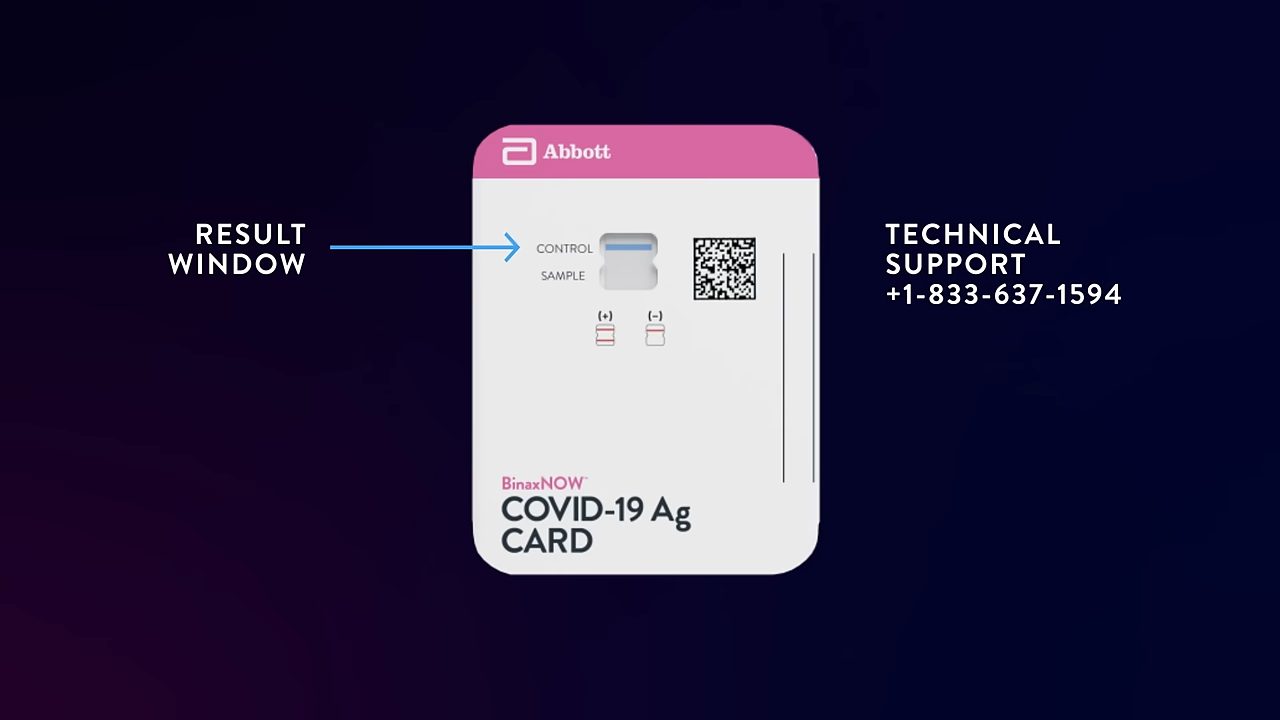 Abbott
RESULT
WINDOW
CONTROL
SAMPLE
TECHNICAL
SUPPORT
+1-833-637-1594
(+) (−)
BinaxNOW™
COVID-19 Ag
CARD